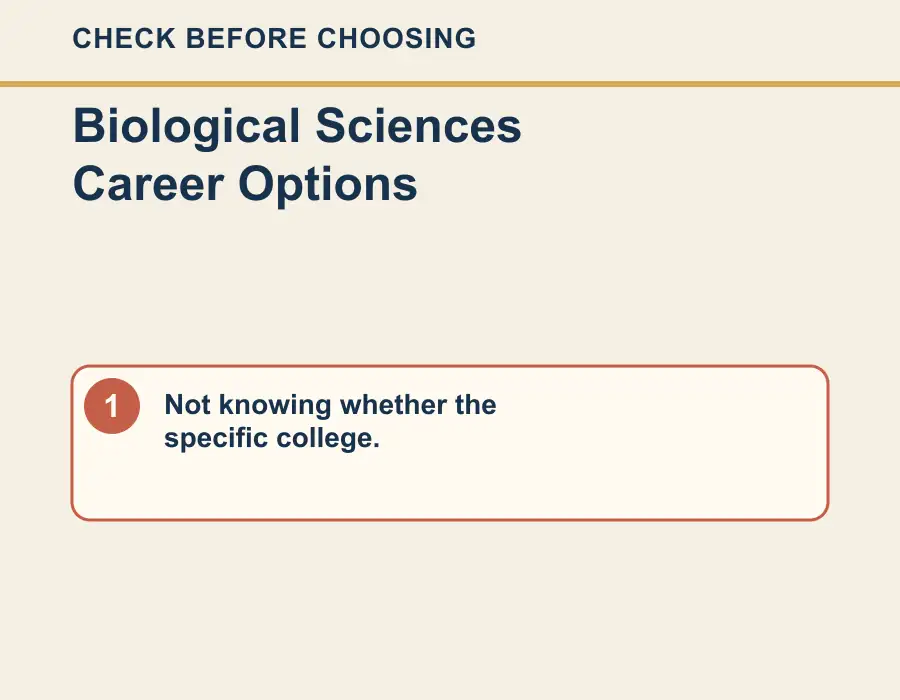 CHECK BEFORE CHOOSING
Biological Sciences
Career Options
1
Not knowing whether the
specific college.